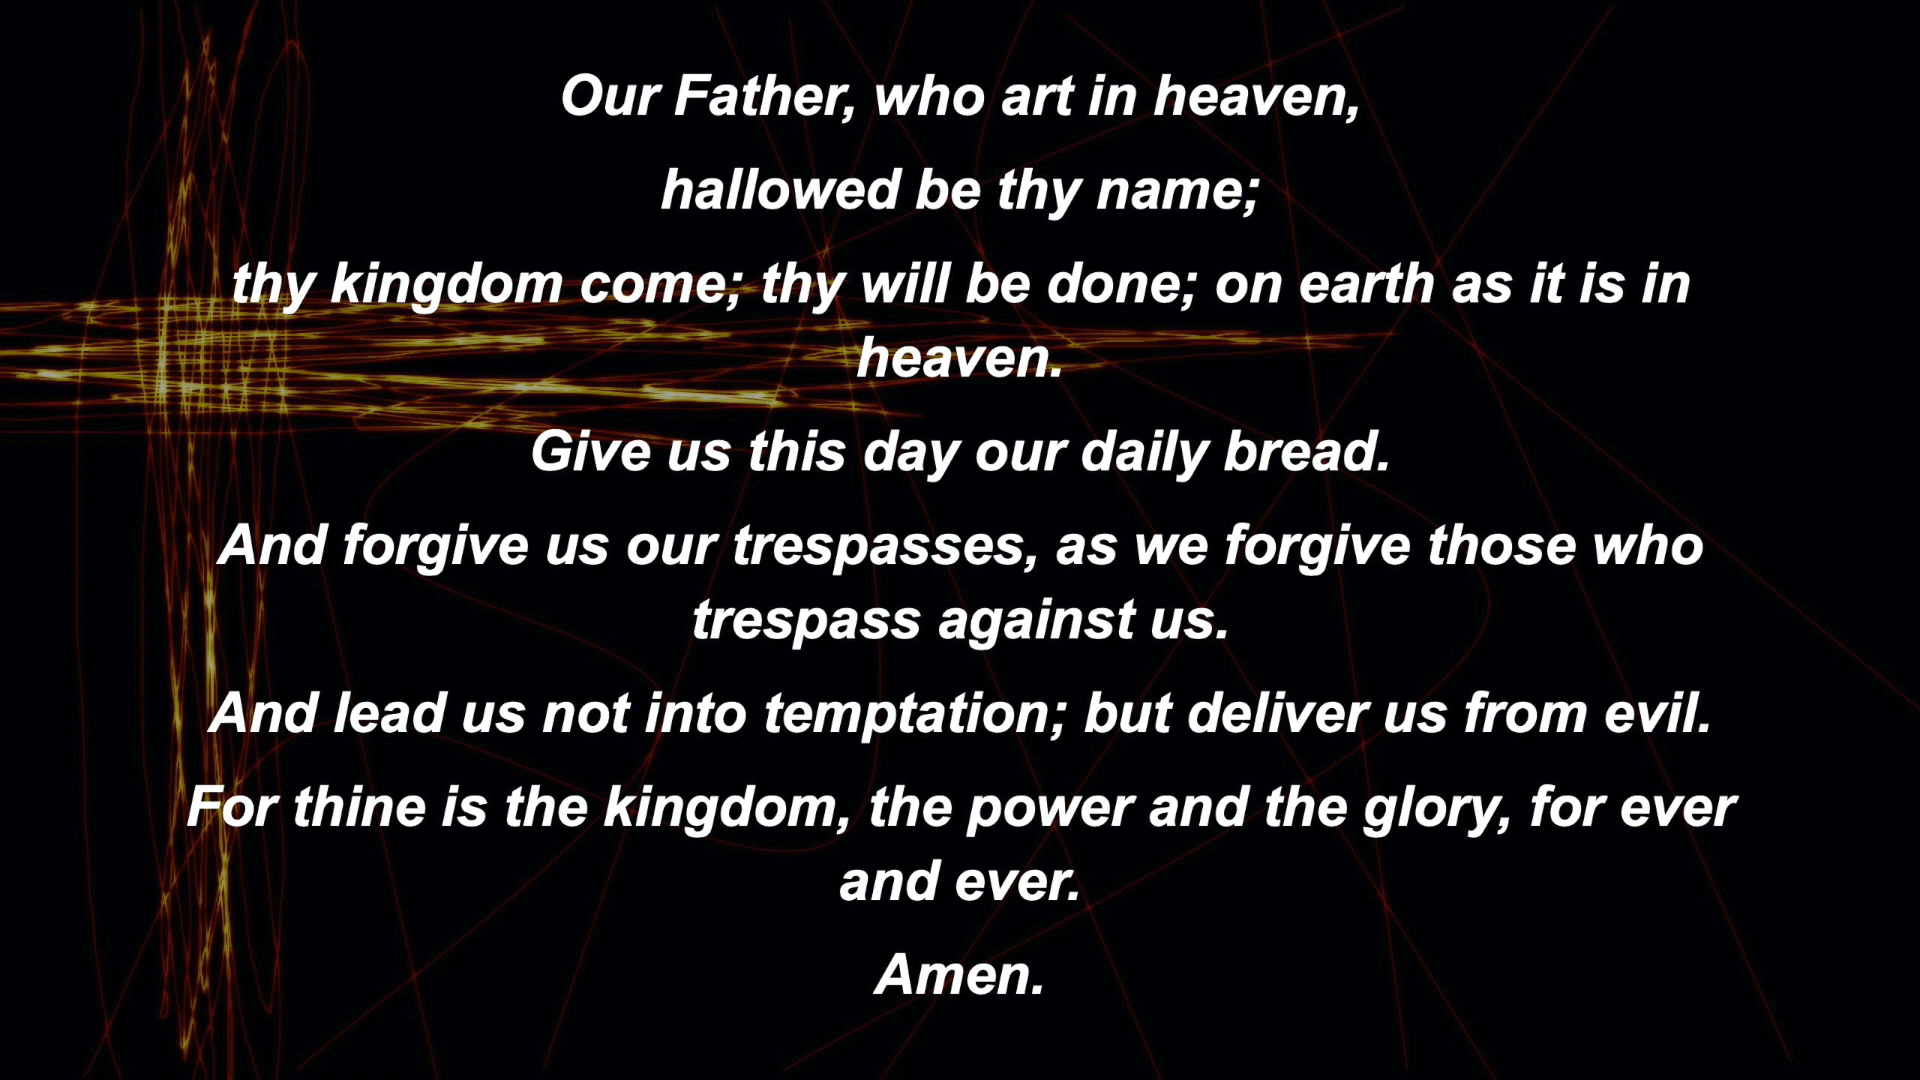 Our Father, who art in heaven,
hallowed be thy name;
thy kingdom come; thy will be done; on earth as it is in
heaven.
Give us this day our daily bread.
And forgive us our trespasses, as we forgive those who
trespass against us.
And lead us not into temptation; but deliver us from evil.
For thine is the kingdom, the power and the glory, for ever
and ever.
Amen.